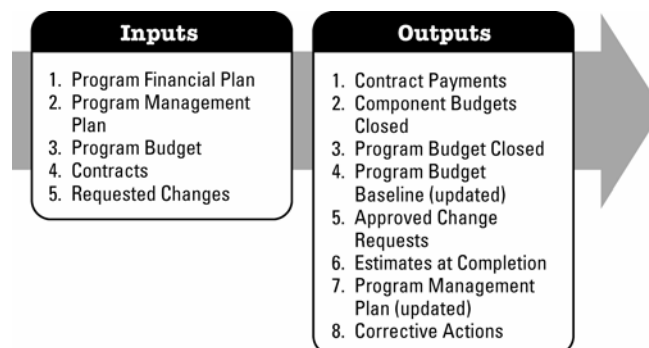 Inputs
1. Program Financial Plan
2. Program Management
Plan
3. Program Budget
4. Contracts
5. Requested Changes
Outputs
1. Contract Payments
2. Component Budgets
Closed
3. Program Budget Closed
4. Program Budget
Baseline (updated)
5. Approved Change
Requests
6. Estimates at Completion
7. Program Management
Plan (updated)
8. Corrective Actions